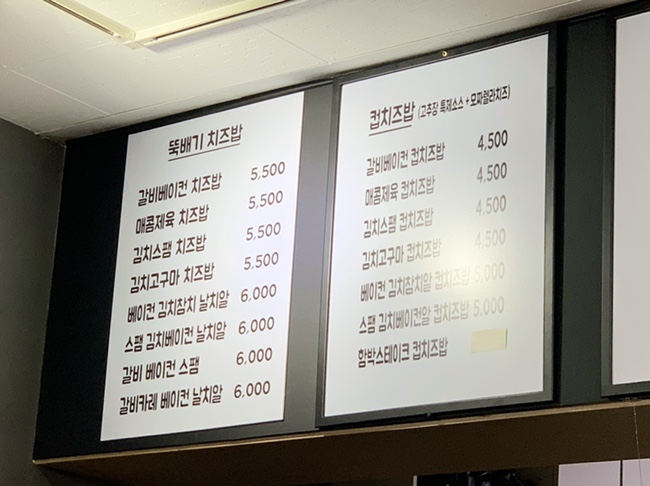 뚝배기 치즈밥
갈비베이컨 치즈밥 5,500
매콤제육 치즈밥 5,500
김치스팸 치즈밥 5,500
김치고구마 치즈밥 5,500
베이컨 김치참치 날치알 6,000
스팸 김치베이컨 날치알 6,000
갈비 베이컨 스팸 6,000
갈비카레 베이컨 날치알 6,000
컵치즈밥 (고추장 특제소스 + 모짜렐라치즈)
갈비베이컨 컵치즈밥 4,500
매콤제육 컵치즈밥 4,500
김치스팸 컵치즈밥 4,500
김치고구마 컵치즈밥 4,500
베이컨 김치참치알 컵치즈밥 5,000
스팸 김치베이컨알 컵치즈밥 5,000
함박스테이크 컵치즈밥